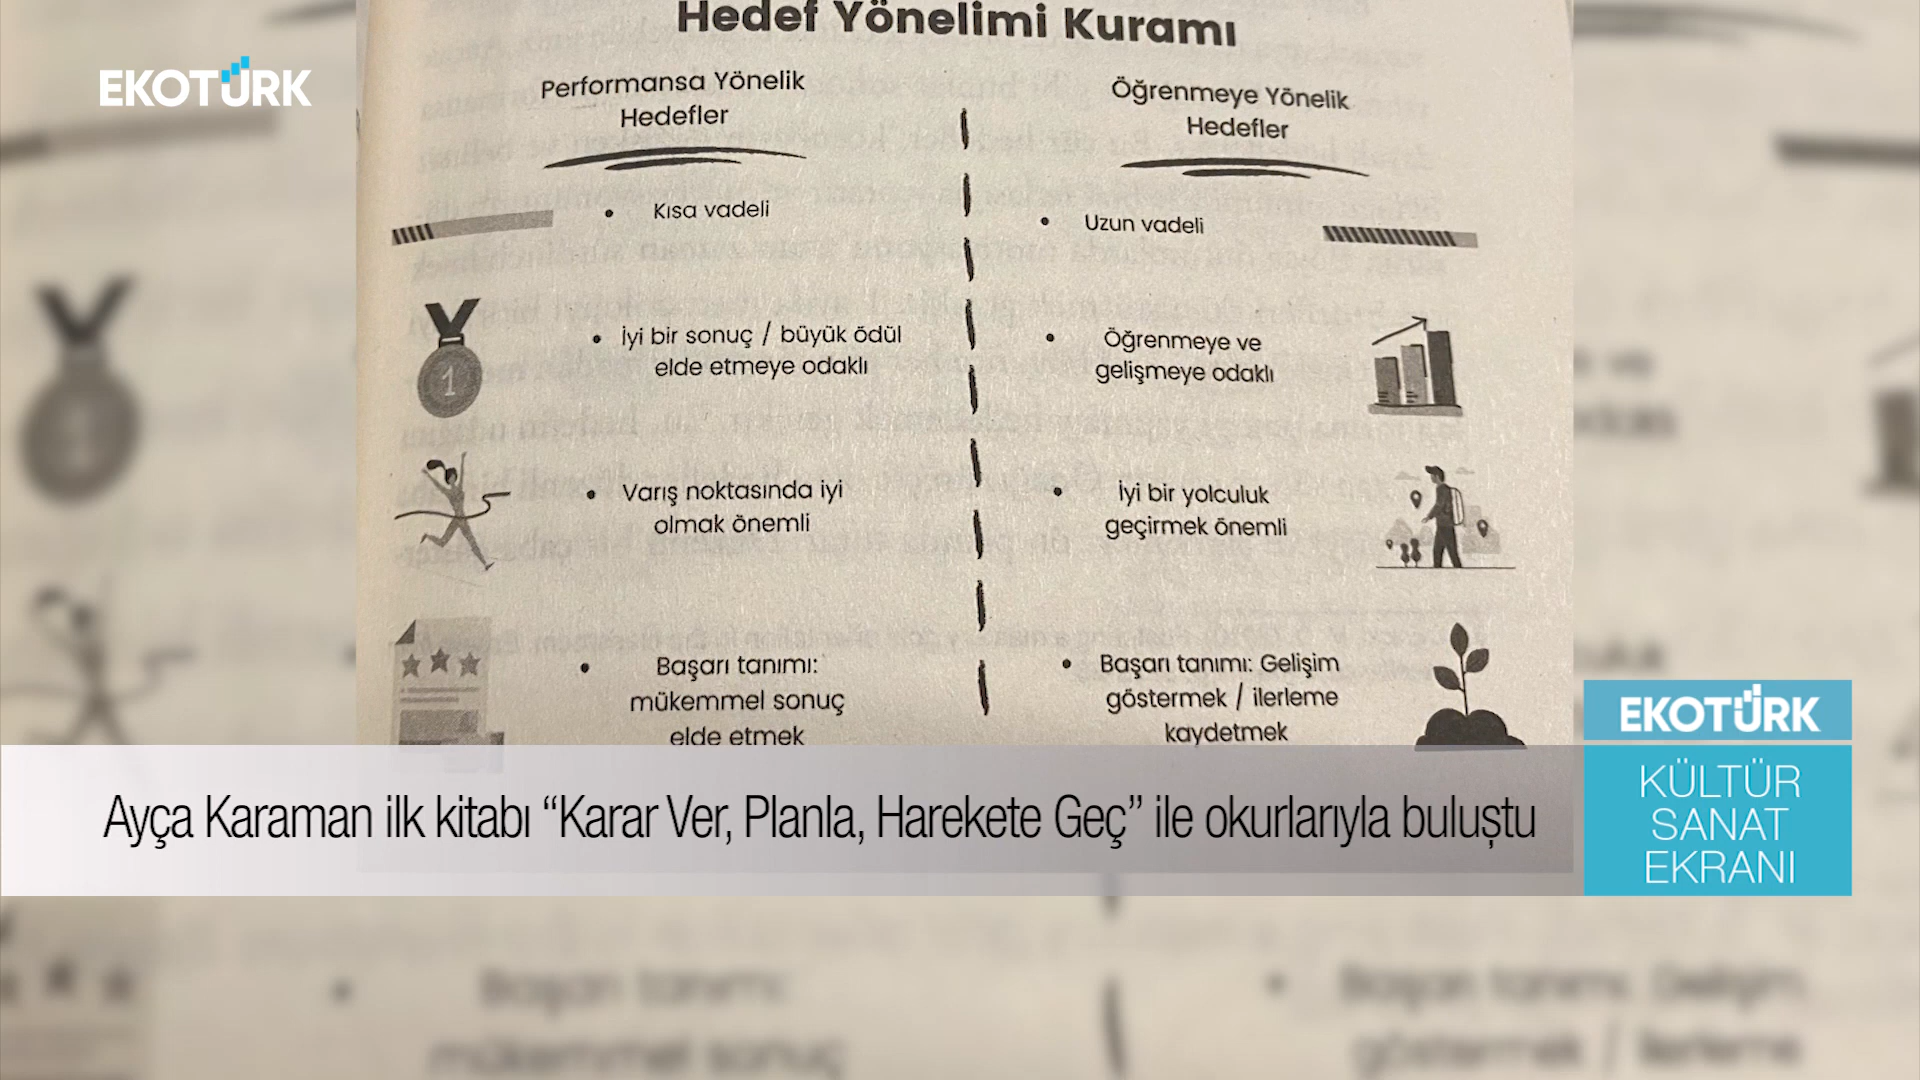 Hedef Yönelimi Kuramı
EKOTÜRK
Performansa Yönelik
Hedefler
Öğrenmeye Yönelik
Hedefler
• Kısa vadeli
• Uzun vadeli
1
• İyi bir sonuç / büyük ödül
elde etmeye odaklı
• Öğrenmeye ve
gelişmeye odaklı
• Varış noktasında iyi
olmak önemli
• İyi bir yolculuk
geçirmek önemli
• Başarı tanımı:
mükemmel sonuç
elde etmek
• Başarı tanımı: Gelişim
göstermek / ilerleme
kaydetmek
EKOTÜRK
KÜLTÜR
SANAT
EKRANI
Ayça Karaman ilk kitabı “Karar Ver, Planla, Harekete Geç” ile okurlarıyla buluştu